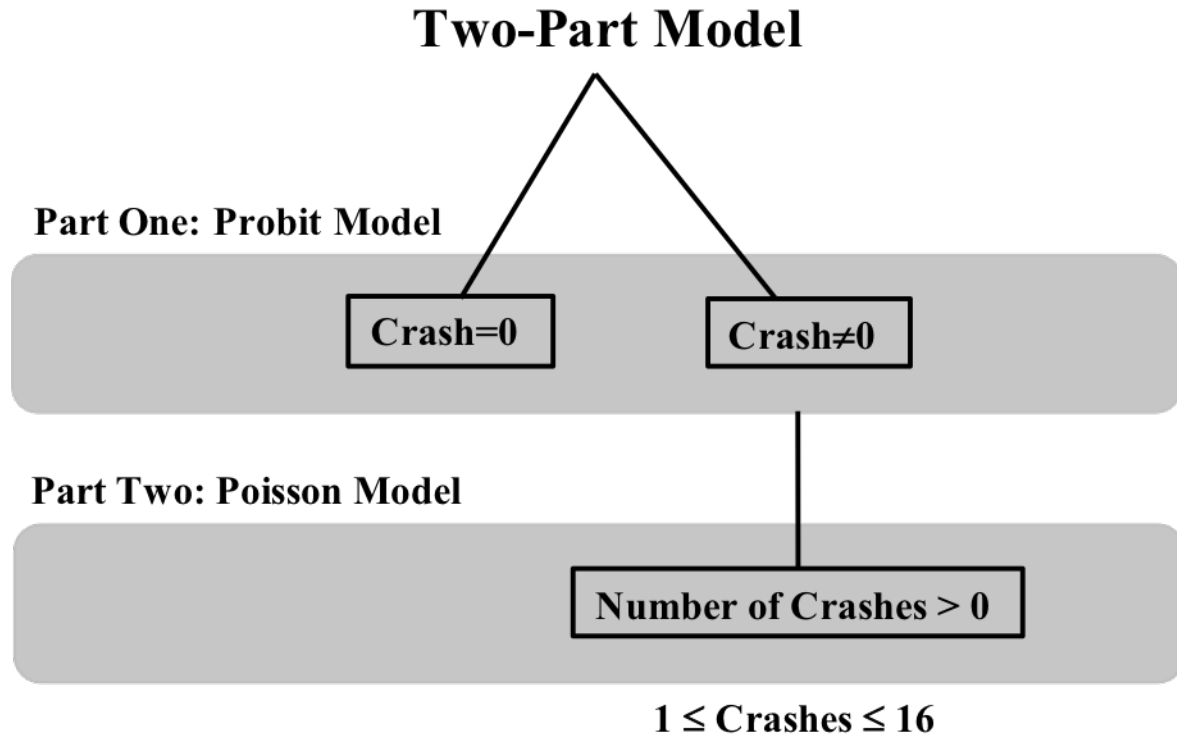 Two-Part Model
Part One: Probit Model
Crash=0
Crash≠0
Part Two: Poisson Model
Number of Crashes > 0
1 ≤ Crashes ≤ 16